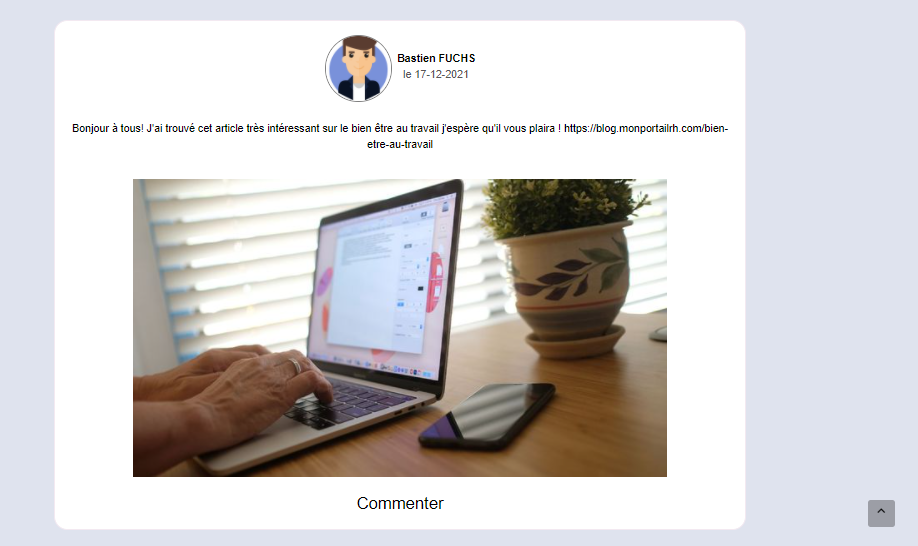 Bastien FUCHS
le 17-12-2021
Bonjour à tous! J'ai trouvé cet article très intéressant sur le bien être au travail j'espère qu'il vous plaira ! https://blog.monportailrh.com/bien-
etre-au-travail
Commenter